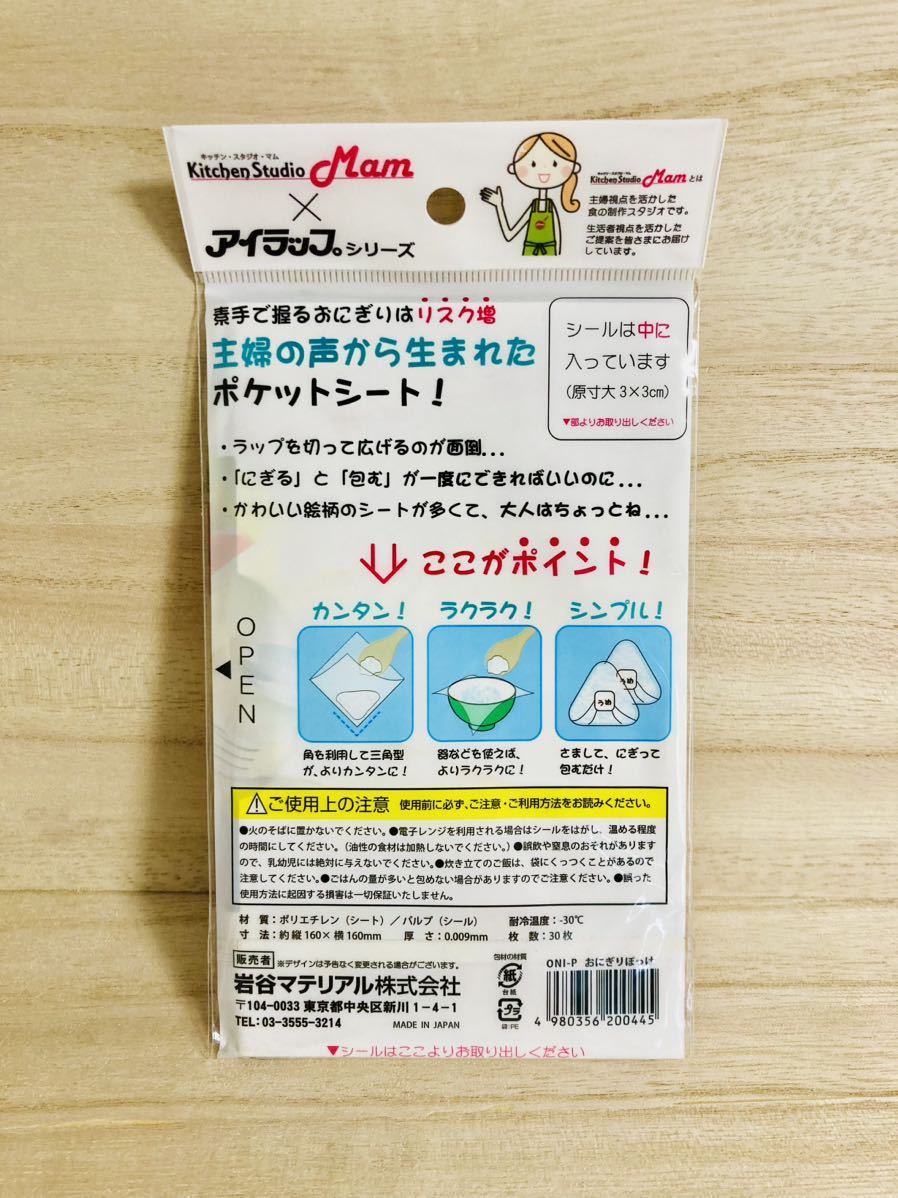 キッチン・スタジオ・マム
Kitchen Studio Mam
×
アイラップ®シリーズ
キッチン・スタジオ・マム
Kitchen Studio Mam とは
主婦視点を活かした
食の制作スタジオです。
生活者視点を活かした
ご提案を皆さまにお届け
しています。
素手で握るおにぎりはリスク増
主婦の声から生まれた
ポケットシート!
シールは中に
入っています
(原寸大 3×3cm)
▼部よりお取り出しください
・ラップを切って広げるのが面倒...
・「にぎる」と「包む」が一度にできればいいのに...
・かわいい絵柄のシートが多くて、大人はちょっとね...
ここがポイント!
◀ OPEN
カンタン!
ラクラク!
シンプル!
うめ
うめ
角を利用して三角型
が、よりカンタンに!
器などを使えば、
よりラクラクに!
さまして、にぎって
包むだけ!
⚠ご使用上の注意 使用前に必ず、ご注意・ご利用方法をお読みください。
●火のそばに置かないでください。●電子レンジを利用される場合はシールをはがし、温める程度
の時間にしてください。(油性の食材は加熱しないでください。)●誤飲や窒息のおそれがあります
ので、乳幼児には絶対に与えないでください。●炊き立てのご飯は、袋にくっつくことがあるので
注意してください。●ごはんの量が多いと包めない場合がありますのでご注意ください。●誤った
使用方法に起因する損害は一切保証いたしません。
材 質:ポリエチレン(シート)/パルプ(シール) 耐冷温度:-30℃
寸 法:約縦160×横160mm 厚 さ:0.009mm 枚 数:30枚
販売者 ※デザインは予告なく変更される場合がございます。
岩谷マテリアル株式会社
〒104-0033 東京都中央区新川1-4-1
TEL:03-3555-3214 MADE IN JAPAN
包材の材質
紙
台紙
プラ
袋:PE
ONI-P おにぎりぽっけ
4 980356 200445
▼シールはここよりお取り出しください